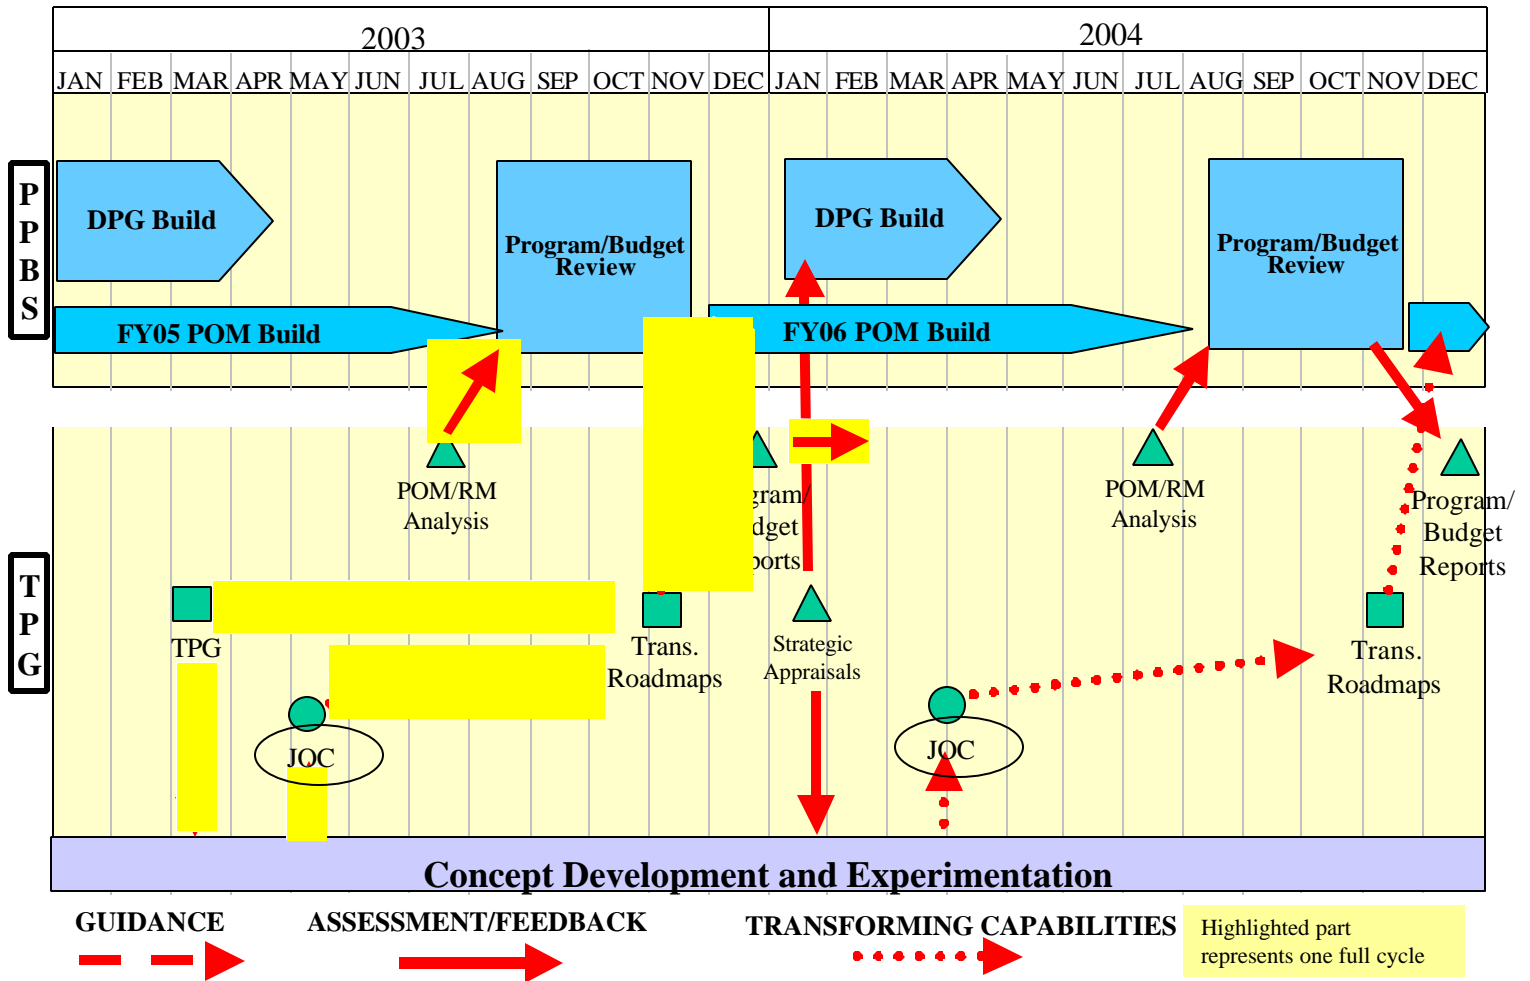 2003
2004
JAN FEB MAR APR MAY JUN JUL AUG SEP OCT NOV DEC JAN FEB MAR APR MAY JUN JUL AUG SEP OCT NOV DEC
P
P
B
S
DPG Build
Program/Budget
Review
FY05 POM Build
DPG Build
Program/Budget
Review
FY06 POM Build
T
P
G
POM/RM
Analysis
gram/
dget
ports
POM/RM
Analysis
Program/
Budget
Reports
TPG
Trans.
Roadmaps
Strategic
Appraisals
Trans.
Roadmaps
JOC
JOC
Concept Development and Experimentation
GUIDANCE
ASSESSMENT/FEEDBACK
TRANSFORMING CAPABILITIES
Highlighted part
represents one full cycle